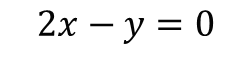 2x − y = 0